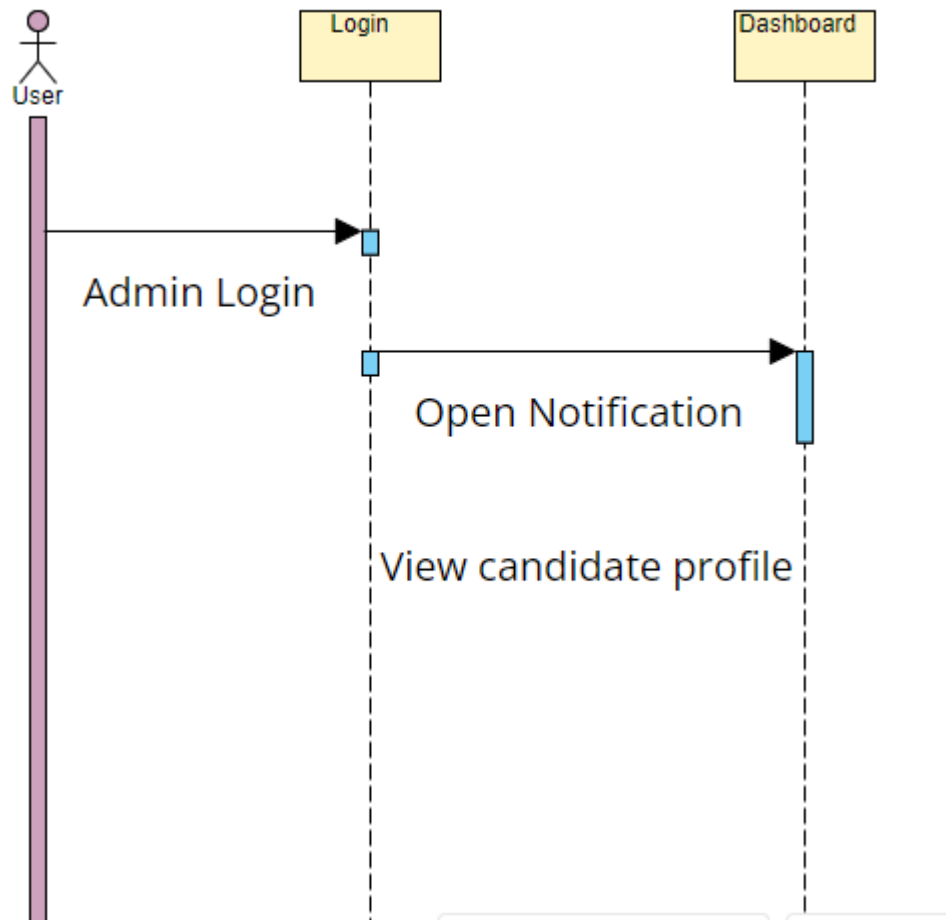 Login
Dashboard
User
Admin Login
Open Notification
View candidate profile